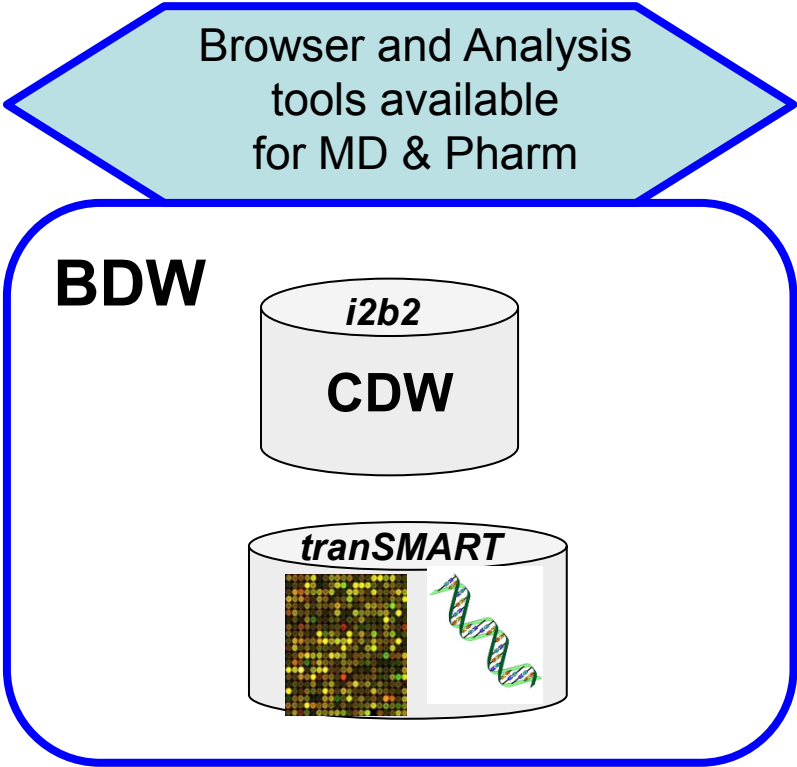 Browser and Analysis
tools available
for MD & Pharm
BDW
i2b2
CDW
tranSMART